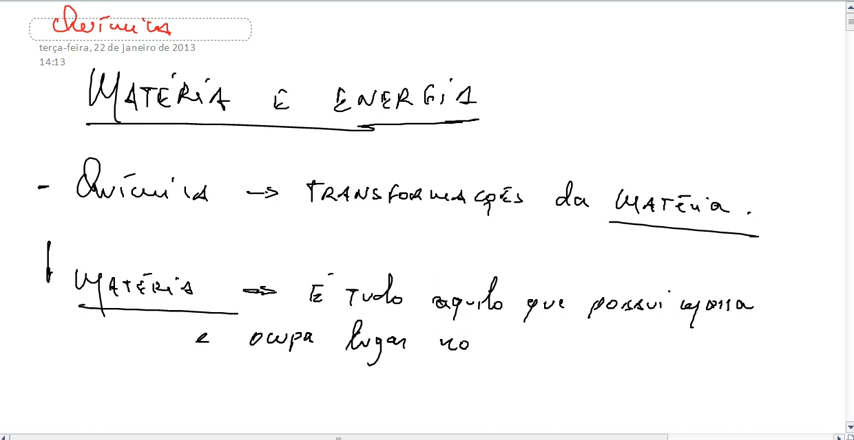 Química
terça-feira, 22 de janeiro de 2013
14:13
MATÉRIA E ENERGIA
- Química → TRANSFORMAÇÕES da MATÉRIA.
MATÉRIA → É TUDO aquilo que possui massa
e ocupa lugar no